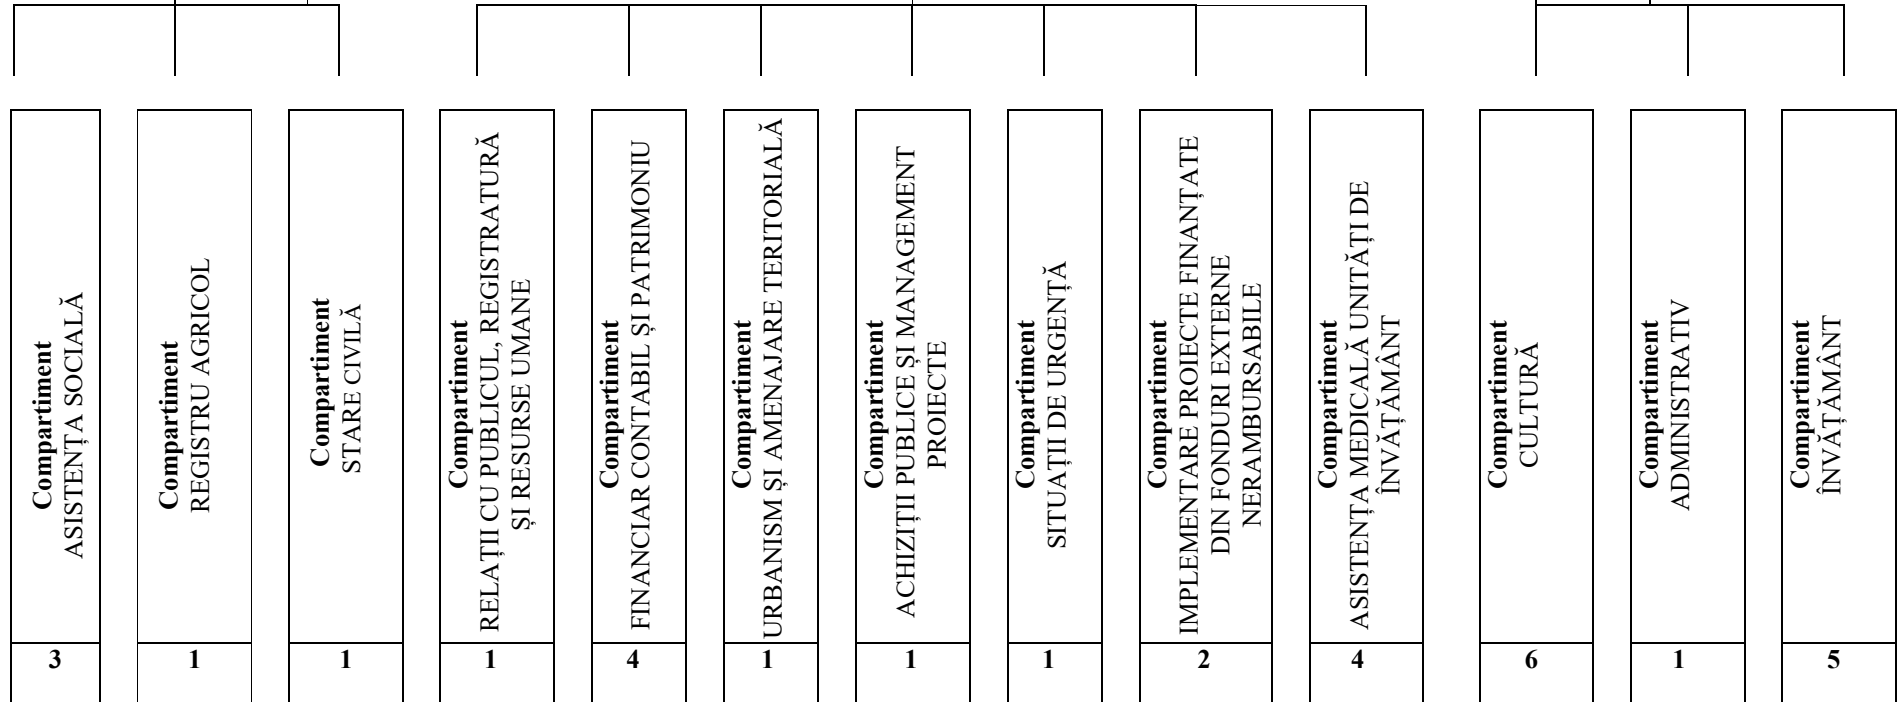 Compartiment
ASISTENȚA SOCIALĂ
3
Compartiment
REGISTRU AGRICOL
1
Compartiment
STARE CIVILĂ
1
Compartiment
RELAȚII CU PUBLICUL, REGISTRATURĂ
ȘI RESURSE UMANE
1
Compartiment
FINANCIAR CONTABIL ȘI PATRIMONIU
4
Compartiment
URBANISM ȘI AMENAJARE TERITORIALĂ
1
Compartiment
ACHIZIȚII PUBLICE ȘI MANAGEMENT
PROIECTE
1
Compartiment
SITUAȚII DE URGENȚĂ
1
Compartiment
IMPLEMENTARE PROIECTE FINANȚATE
DIN FONDURI EXTERNE
NERAMBURSABILE
2
Compartiment
ASISTENȚA MEDICALĂ UNITĂȚI DE
ÎNVĂȚĂMÂNT
4
Compartiment
CULTURĂ
6
Compartiment
ADMINISTRATIV
1
Compartiment
ÎNVĂȚĂMÂNT
5